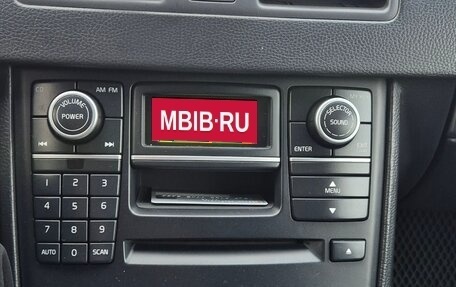 CD
AM FM
VOLUME
POWER
MBIB·RU
SELECTOR
SOUND
ENTER
EXIT
MENU
1 2 3
4 5 6
7 8 9
AUTO 0 SCAN